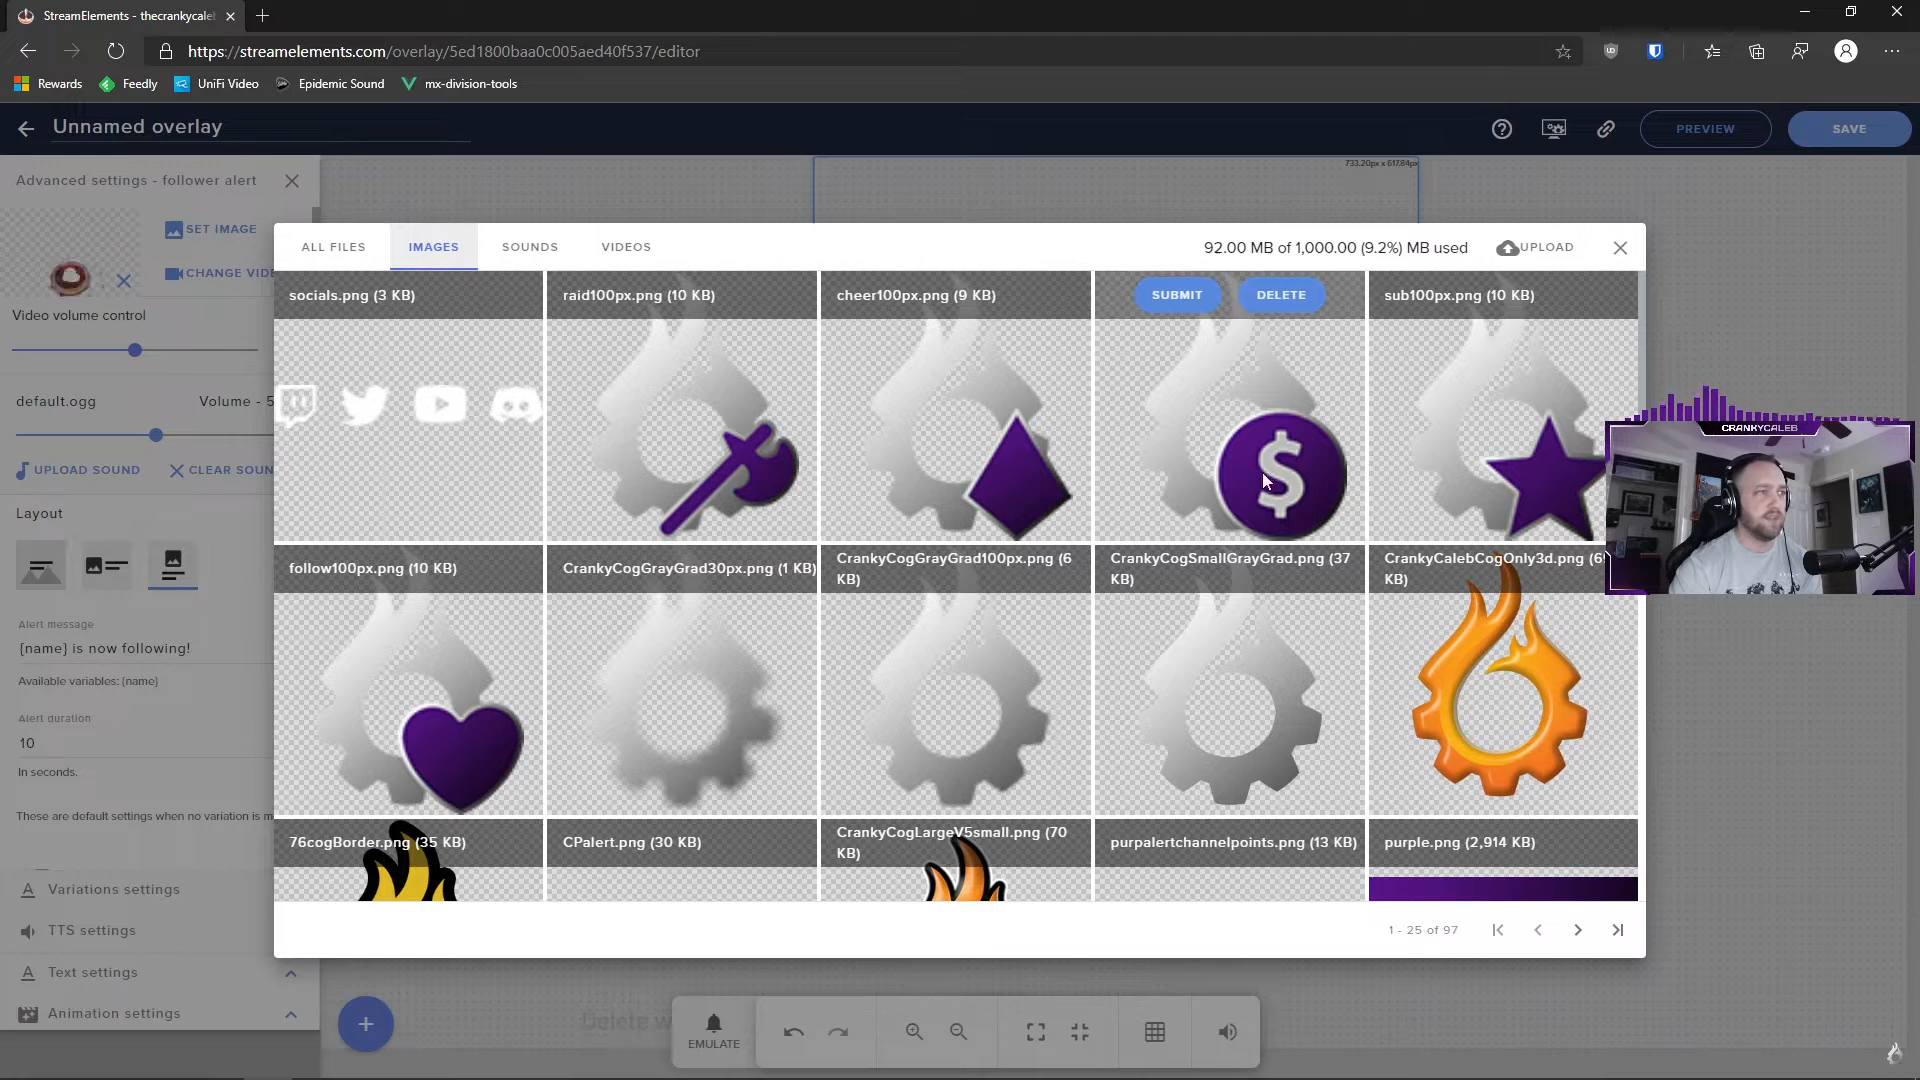 StreamElements - thecrankycaleb
https://streamelements.com/overlay/5ed1800baa0c005aed40f537/editor
Rewards
Feedly
UniFi Video
Epidemic Sound
mx-division-tools
Unnamed overlay
PREVIEW
SAVE
Advanced settings - follower alert
733.20px x 617.84px
SET IMAGE
CHANGE VIDE
Video volume control
default.ogg
Volume - 5
UPLOAD SOUND
CLEAR SOUN
Layout
Alert message
{name} is now following!
Available variables: {name}
Alert duration
10
In seconds.
These are default settings when no variation is m
Variations settings
TTS settings
Text settings
Animation settings
ALL FILES
IMAGES
SOUNDS
VIDEOS
92.00 MB of 1,000.00 (9.2%) MB used
UPLOAD
socials.png (3 KB)
raid100px.png (10 KB)
cheer100px.png (9 KB)
SUBMIT
DELETE
sub100px.png (10 KB)
$
CRANKYCALEB
follow100px.png (10 KB)
CrankyCogGrayGrad30px.png (1 KB)
CrankyCogGrayGrad100px.png (6
KB)
CrankyCogSmallGrayGrad.png (37
KB)
CrankyCalebCogOnly3d.png (6
KB)
76cogBorder.png (35 KB)
CPalert.png (30 KB)
CrankyCogLargeV5small.png (70
KB)
purpalertchannelpoints.png (13 KB)
purple.png (2,914 KB)
1 - 25 of 97
Delete w
EMULATE